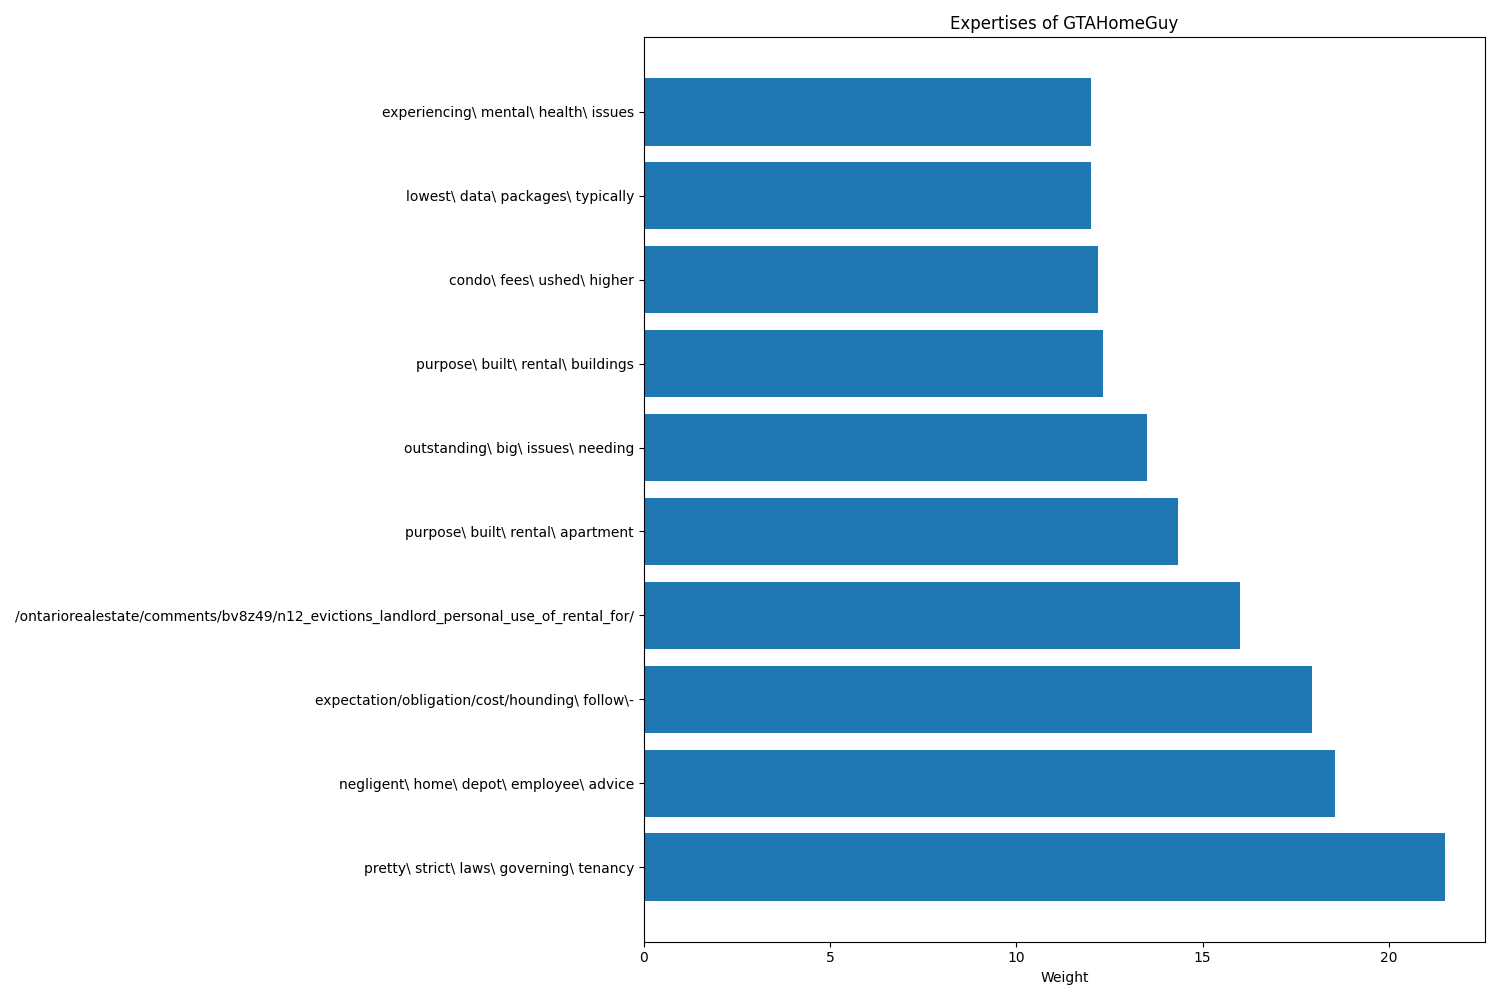 Expertises of GTAHomeGuy
experiencing\ mental\ health\ issues
lowest\ data\ packages\ typically
condo\ fees\ ushed\ higher
purpose\ built\ rental\ buildings
outstanding\ big\ issues\ needing
purpose\ built\ rental\ apartment
/ontariorealestate/comments/bv8z49/n12_evictions_landlord_personal_use_of_rental_for/
expectation/obligation/cost/hounding\ follow\-
negligent\ home\ depot\ employee\ advice
pretty\ strict\ laws\ governing\ tenancy
0 5 10 15 20
Weight